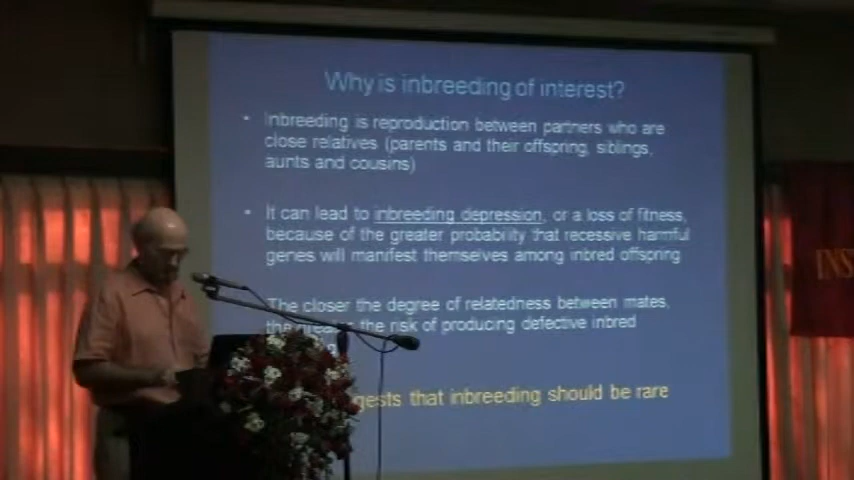 Why is inbreeding of interest?
• Inbreeding is reproduction between partners who are
close relatives (parents and their offspring, siblings,
aunts and cousins)
• It can lead to inbreeding depression, or a loss of fitness,
because of the greater probability that recessive harmful
genes will manifest themselves among inbred offspring
The closer the degree of relatedness between mates,
the the risk of producing defective inbred
that inbreeding should be rare
INS